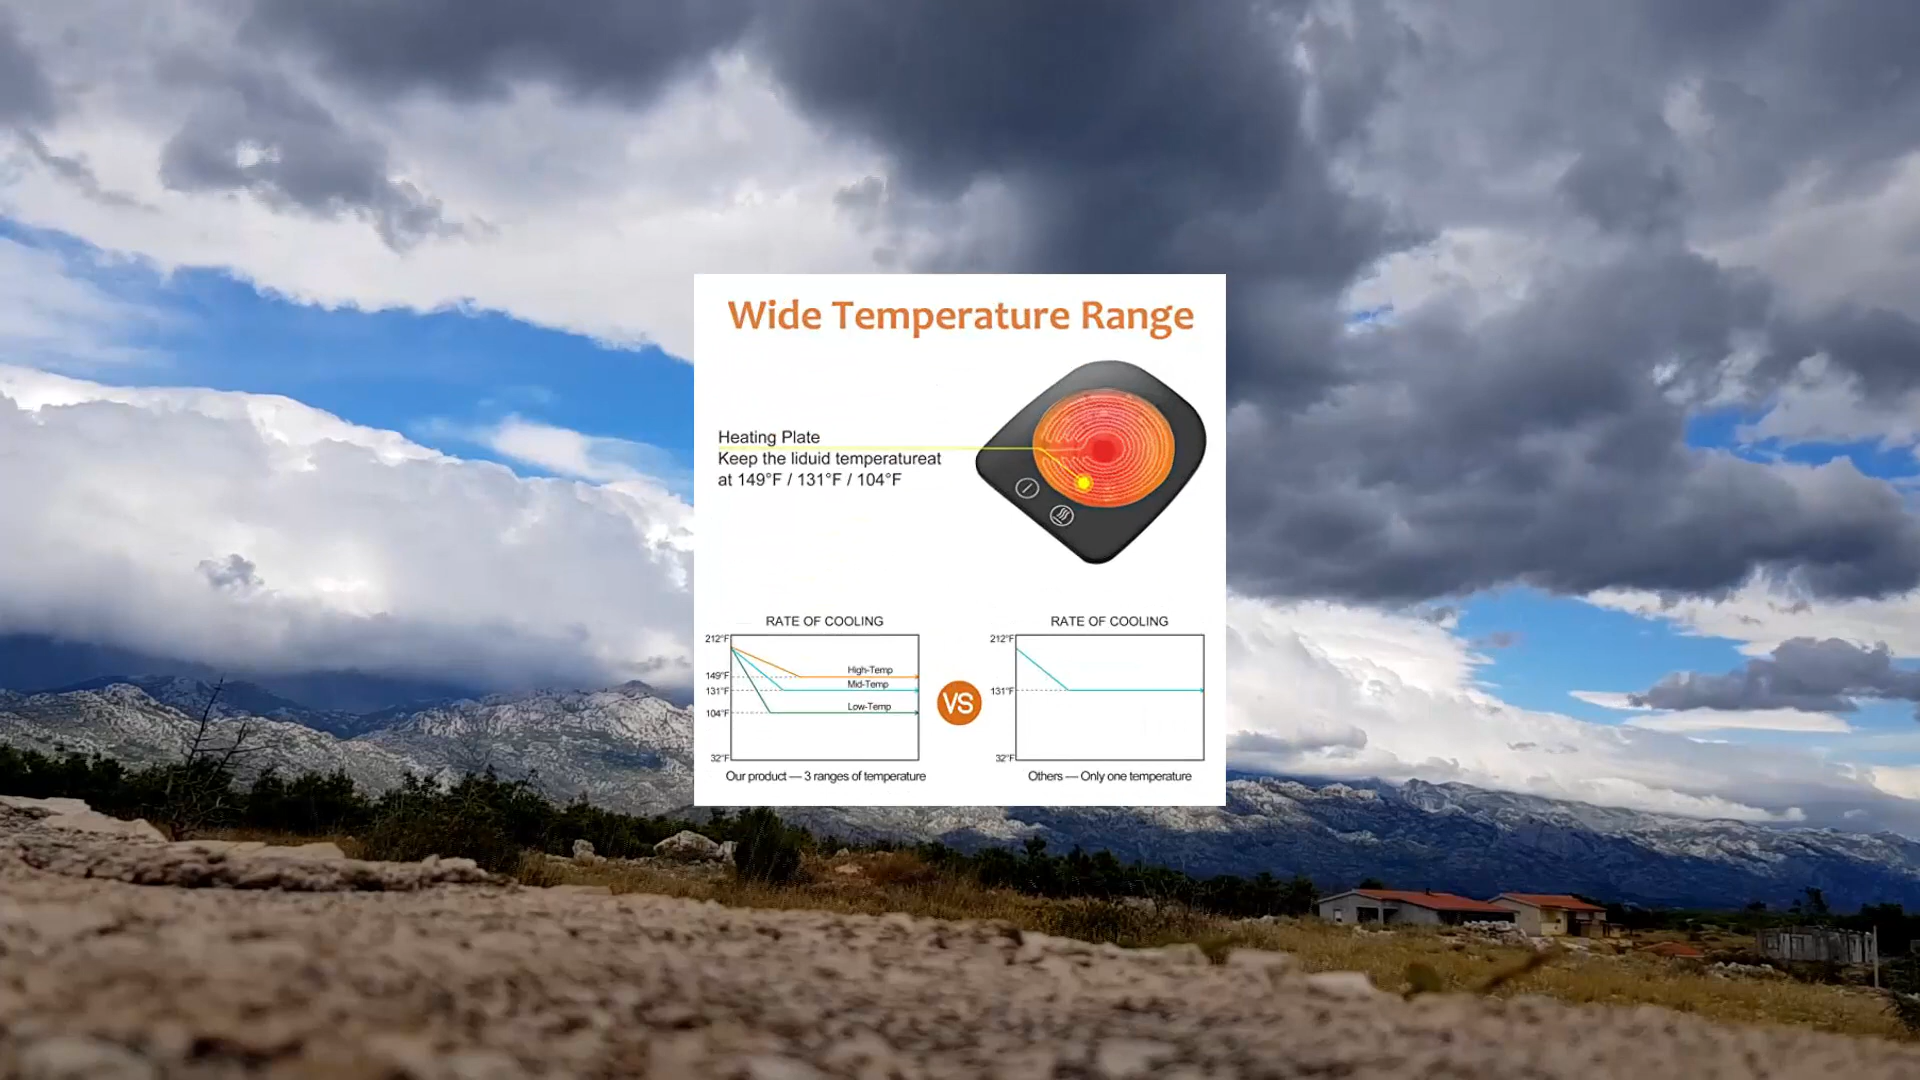 Wide Temperature Range
Heating Plate
Keep the liduid temperatureat
at 149°F / 131°F / 104°F
RATE OF COOLING
212°F
149°F
131°F
104°F
32°F
High-Temp
Mid-Temp
Low-Temp
Our product — 3 ranges of temperature
VS
RATE OF COOLING
212°F
131°F
32°F
Others — Only one temperature